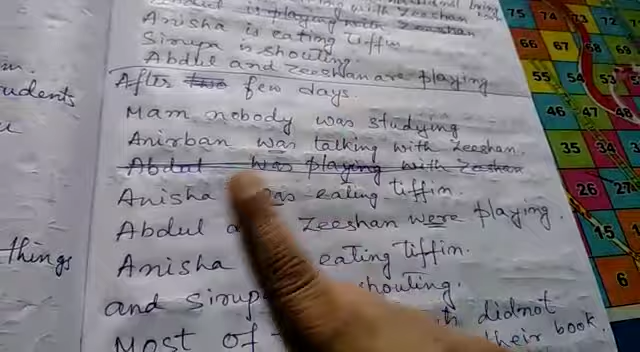 is playing with Zeeshan
Anisha is eating tiffin
Sirupa is shouting.
Abdul and Zeeshan are playing
After few days.
Mam nobody was studying
Anirban was talking with Zeeshan.
Abdul was playing with Zeeshan
Anisha was eating tiffin.
Abdul Zeeshan were playing.
Anisha eating tiffin.
and shouting.
didnot
Most of their book.
m.
udents
u
things
75 74 73 72
66 67 68 69
55 54 53
46 47
26 27
15
6